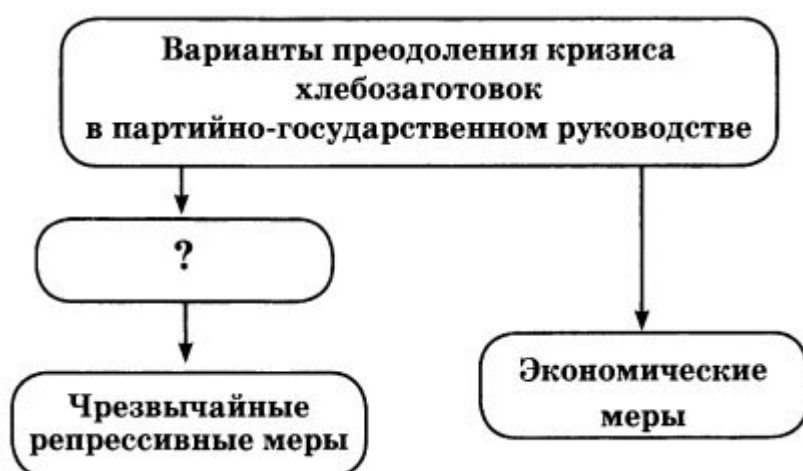 Варианты преодоления кризиса
хлебозаготовок
в партийно-государственном руководстве
?
Чрезвычайные
репрессивные меры
Экономические
меры